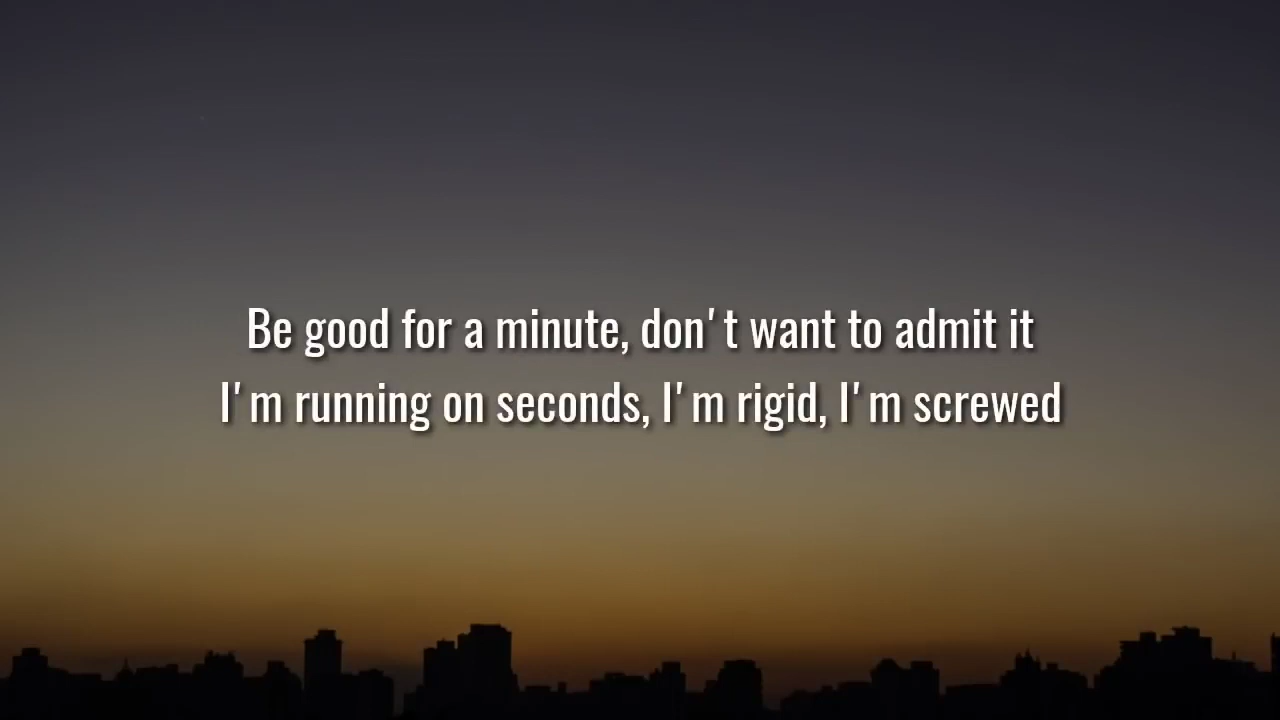 Be good for a minute, don't want to admit it
I'm running on seconds, I'm rigid, I'm screwed